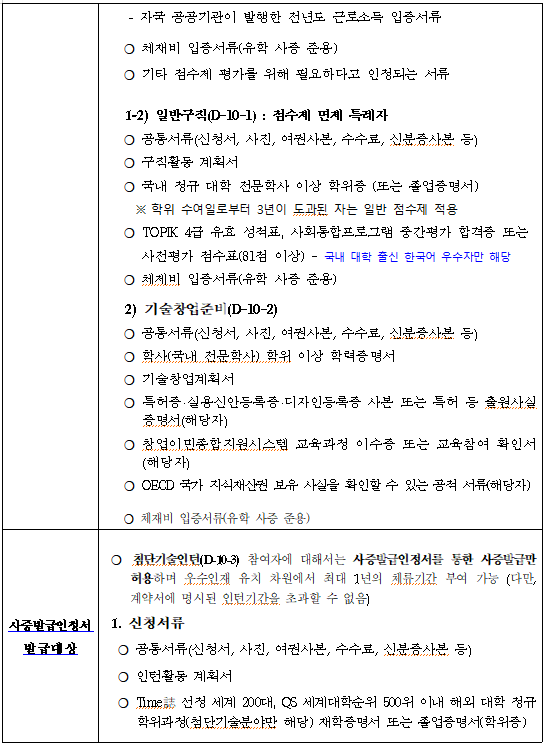 - 자국 공공기관이 발행한 전년도 근로소득 입증서류
❍ 체재비 입증서류(유학 사증 준용)
❍ 기타 점수제 평가를 위해 필요하다고 인정되는 서류
1-2) 일반구직(D-10-1) : 점수제 면제 특례자
❍ 공통서류(신청서, 사진, 여권사본, 수수료, 신분증사본 등)
❍ 구직활동 계획서
❍ 국내 정규 대학 전문학사 이상 학위증 (또는 졸업증명서)
※ 학위 수여일로부터 3년이 도과된 자는 일반 점수제 적용
❍ TOPIK 4급 유효 성적표, 사회통합프로그램 중간평가 합격증 또는
사전평가 점수표(81점 이상) - 국내 대학 출신 한국어 우수자만 해당
❍ 체재비 입증서류(유학 사증 준용)
2) 기술창업준비(D-10-2)
❍ 공통서류(신청서, 사진, 여권사본, 수수료, 신분증사본 등)
❍ 학사(국내 전문학사) 학위 이상 학력증명서
❍ 기술창업계획서
❍ 특허증·실용신안등록증·디자인등록증 사본 또는 특허 등 출원사실
증명서(해당자)
❍ 창업이민종합지원시스템 교육과정 이수증 또는 교육참여 확인서
(해당자)
❍ OECD 국가 지식재산권 보유 사실을 확인할 수 있는 공적 서류(해당자)
❍ 채재비 입증서류(유학 사증 준용)
사증발급인정서
발급대상
❍ 첨단기술인턴(D-10-3) 참여자에 대해서는 사증발급인정서를 통한 사증발급만
허용하며 우수인재 유치 차원에서 최대 1년의 체류기간 부여 가능 (다만,
계약서에 명시된 인턴기간을 초과할 수 없음)
1. 신청서류
❍ 공통서류(신청서, 사진, 여권사본, 수수료, 신분증사본 등)
❍ 인턴활동 계획서
❍ Time誌 선정 세계 200대, QS 세계대학순위 500위 이내 해외 대학 정규
학위과정(첨단기술분야만 해당) 재학증명서 또는 졸업증명서(학위증)